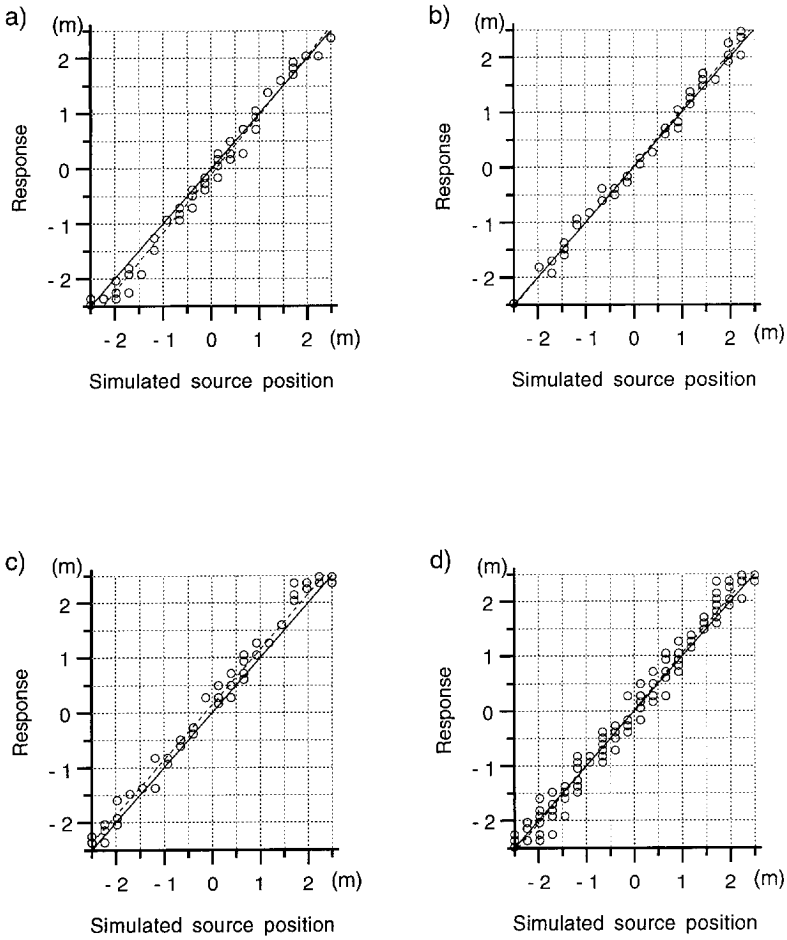 a)
(m)
2
1
0
- 1
- 2
Response
- 2 - 1 0 1 2 (m)
Simulated source position
b)
(m)
2
1
0
- 1
- 2
Response
- 2 - 1 0 1 2 (m)
Simulated source position
c)
(m)
2
1
0
- 1
- 2
Response
- 2 - 1 0 1 2 (m)
Simulated source position
d)
(m)
2
1
0
- 1
- 2
Response
- 2 - 1 0 1 2 (m)
Simulated source position